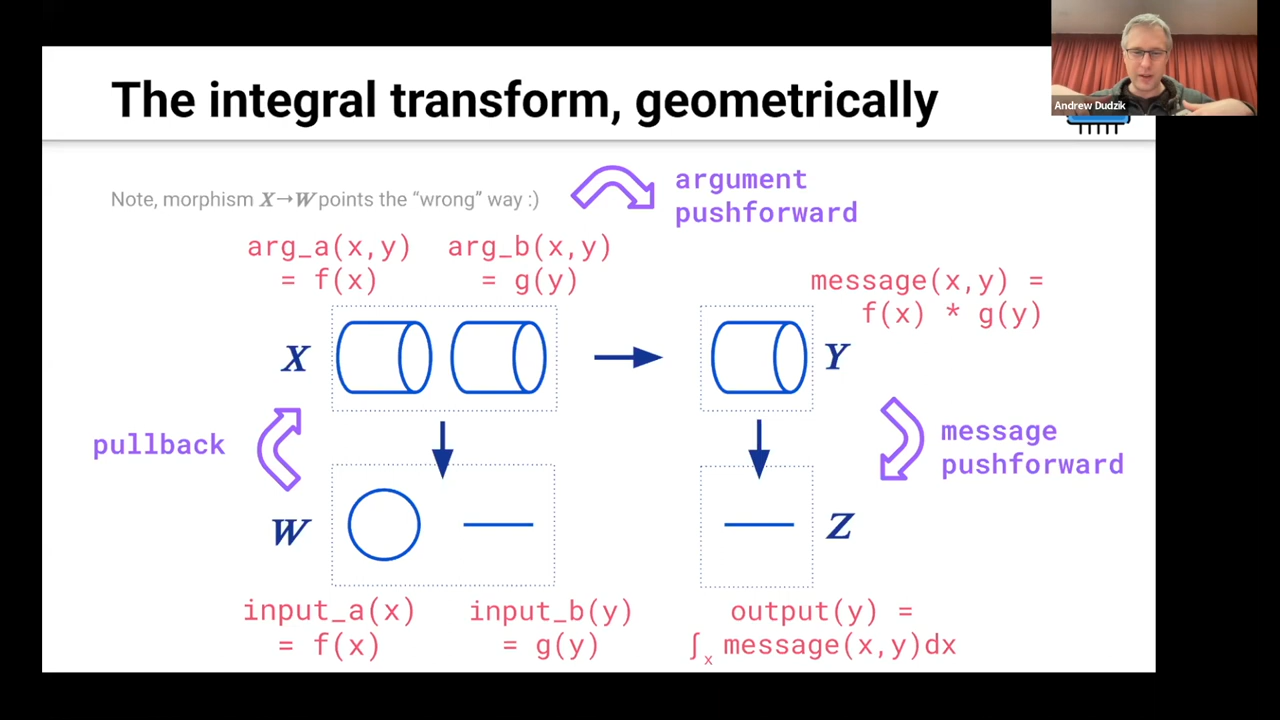 The integral transform, geometrically
Andrew Dudzik
Note, morphism X→W points the “wrong” way :)
argument
pushforward
arg_a(x,y)
= f(x)
arg_b(x,y)
= g(y)
message(x,y) =
f(x) * g(y)
X
Y
pullback
message
pushforward
W
Z
input_a(x)
= f(x)
input_b(y)
= g(y)
output(y) =
∫x message(x,y)dx